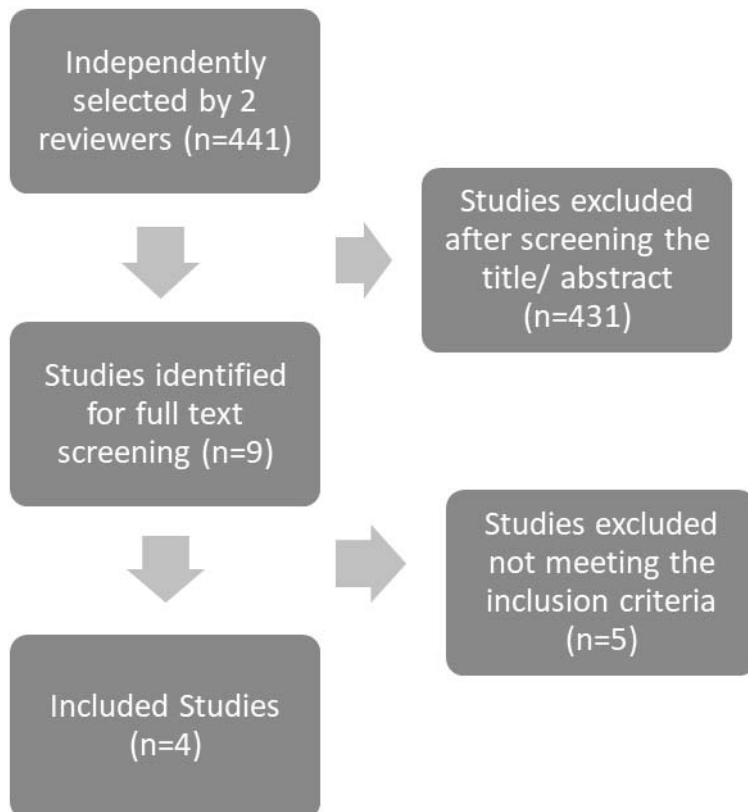 Independently
selected by 2
reviewers (n=441)
Studies excluded
after screening the
title/ abstract
(n=431)
Studies identified
for full text
screening (n=9)
Studies excluded
not meeting the
inclusion criteria
(n=5)
Included Studies
(n=4)